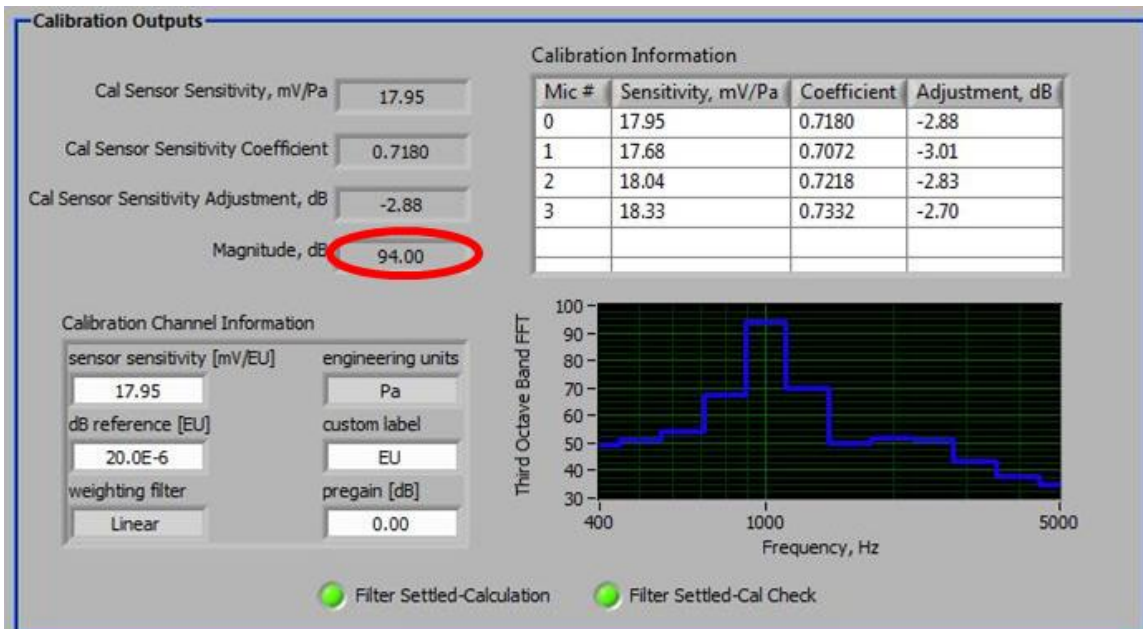 Calibration Outputs
Cal Sensor Sensitivity, mV/Pa 17.95
Cal Sensor Sensitivity Coefficient 0.7180
Cal Sensor Sensitivity Adjustment, dB -2.88
Magnitude, dB 94.00
Calibration Information
Mic # Sensitivity, mV/Pa Coefficient Adjustment, dB
0 17.95 0.7180 -2.88
1 17.68 0.7072 -3.01
2 18.04 0.7218 -2.83
3 18.33 0.7332 -2.70
Calibration Channel Information
sensor sensitivity [mV/EU] engineering units
17.95 Pa
dB reference [EU] custom label
20.0E-6 EU
weighting filter pregain [dB]
Linear 0.00
Third Octave Band FFT
100
90
80
70
60
50
40
30
400 1000 5000
Frequency, Hz
Filter Settled-Calculation Filter Settled-Cal Check